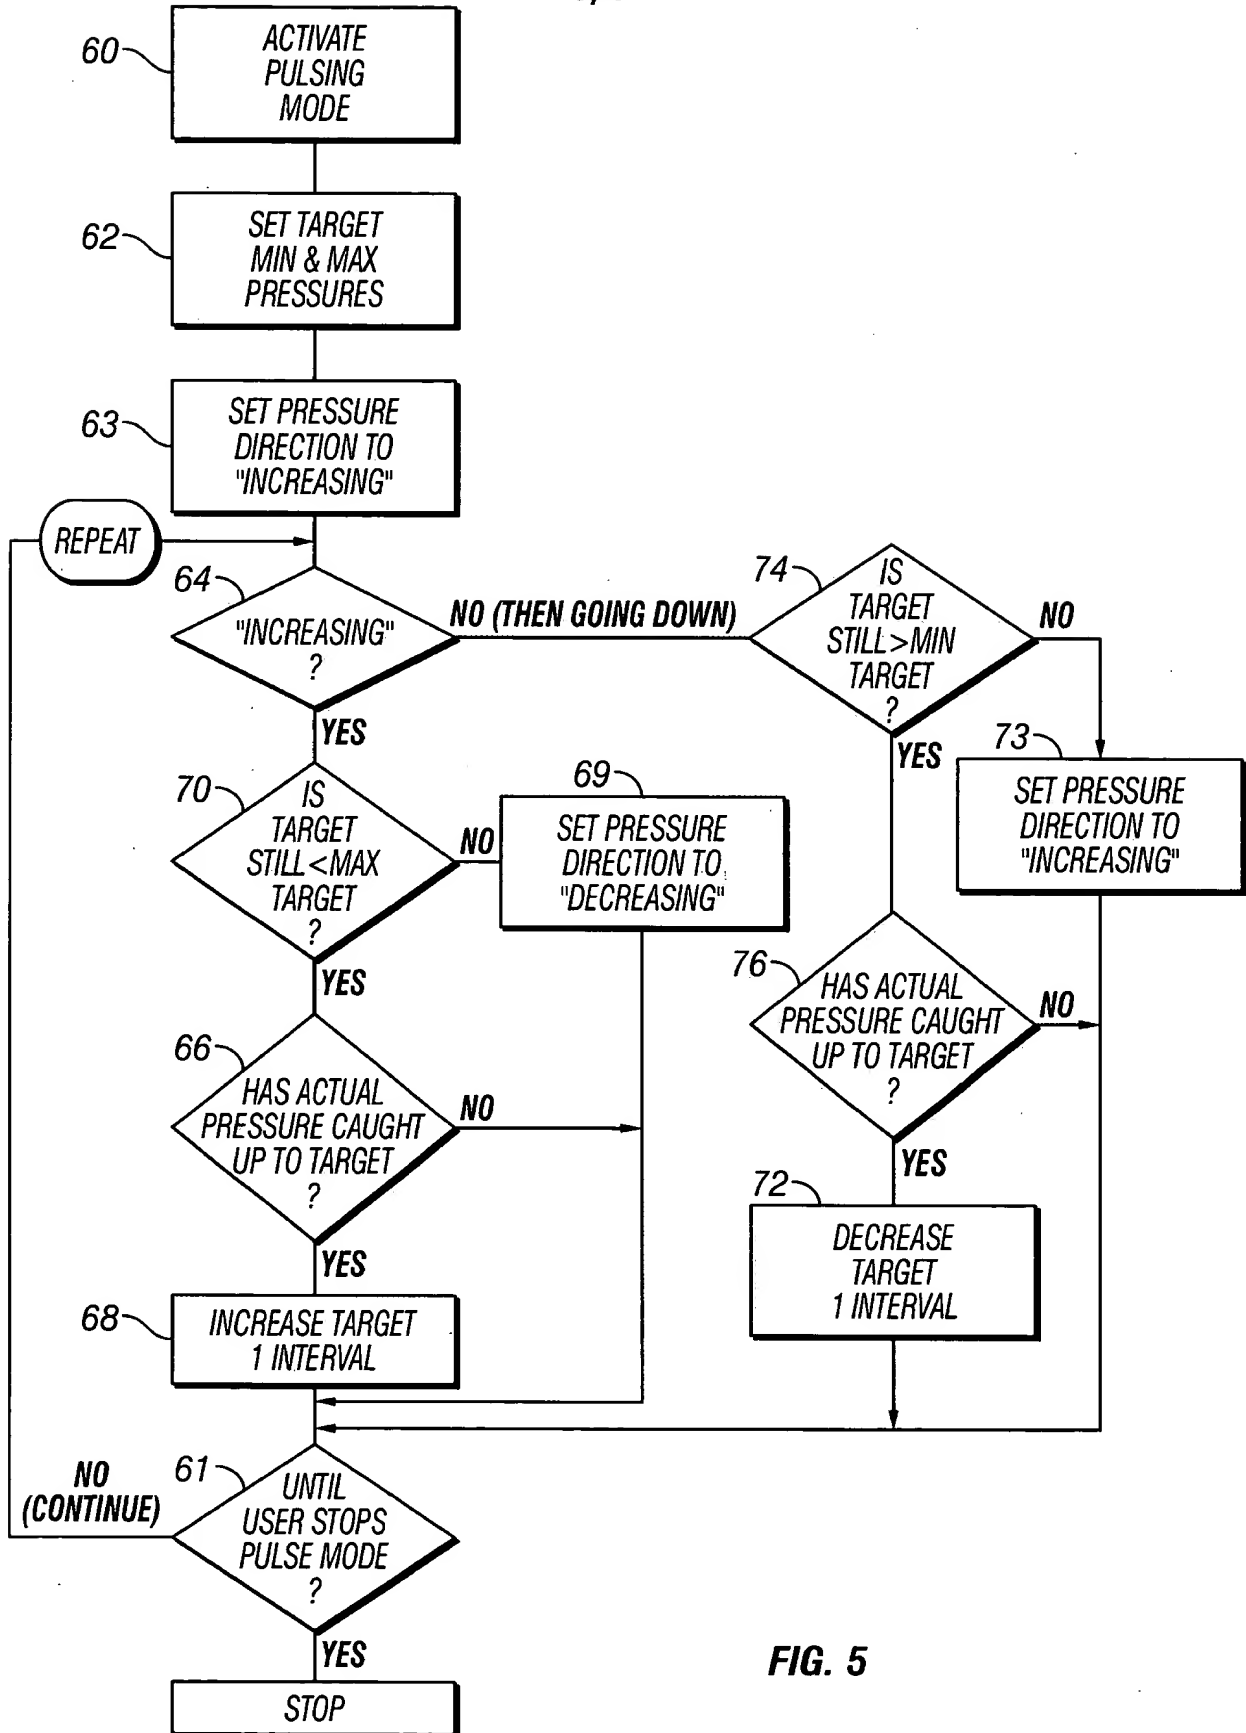 60
ACTIVATE
PULSING
MODE
62
SET TARGET
MIN & MAX
PRESSURES
63
SET PRESSURE
DIRECTION TO
"INCREASING"
REPEAT
64
"INCREASING"
?
NO (THEN GOING DOWN)
YES
74
IS
TARGET
STILL>MIN
TARGET
?
NO
YES
73
SET PRESSURE
DIRECTION TO
"INCREASING"
70
IS
TARGET
STILL<MAX
TARGET
?
NO
YES
69
SET PRESSURE
DIRECTION TO
"DECREASING"
76
HAS ACTUAL
PRESSURE CAUGHT
UP TO TARGET
?
NO
YES
66
HAS ACTUAL
PRESSURE CAUGHT
UP TO TARGET
?
NO
YES
72
DECREASE
TARGET
1 INTERVAL
68
INCREASE TARGET
1 INTERVAL
61
UNTIL
USER STOPS
PULSE MODE
?
NO
(CONTINUE)
YES
STOP
FIG. 5